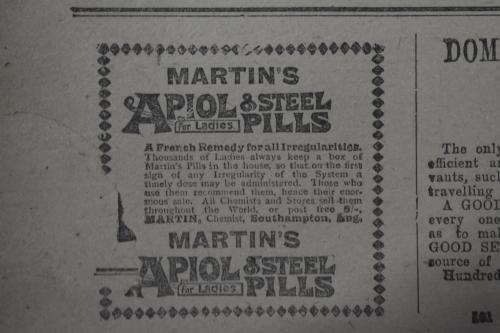 MARTIN'S
APIOL & STEEL
for Ladies. PILLS
A French Remedy for all Irregularities.
Thousands of Ladies always keep a box of
Martin's Pills in the house, so that on the first
sign of any Irregularity of the System a
timely dose may be administered. Those who
use them recommend them, hence their enor-
mous sale. All Chemists and Stores sell them
throughout the World, or post free 5/-,
MARTIN, Chemist, Southampton, Eng.
MARTIN'S
APIOL & STEEL
for Ladies. PILLS
DOM
The only
efficient a
vants, suc
travelling
A GOOD
every one
as to mak
GOOD SE
source of
Hundred